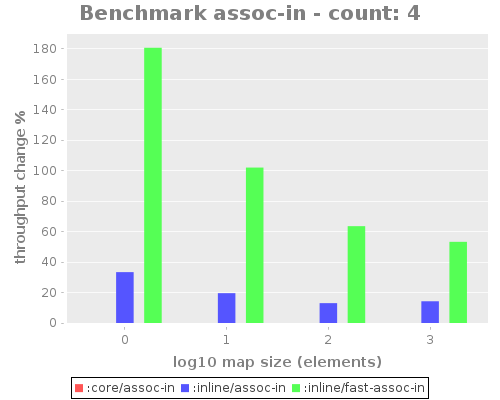 Benchmark assoc-in - count: 4
throughput change %
180
160
140
120
100
80
60
40
20
0
0 1 2 3
log10 map size (elements)
:core/assoc-in :inline/assoc-in :inline/fast-assoc-in